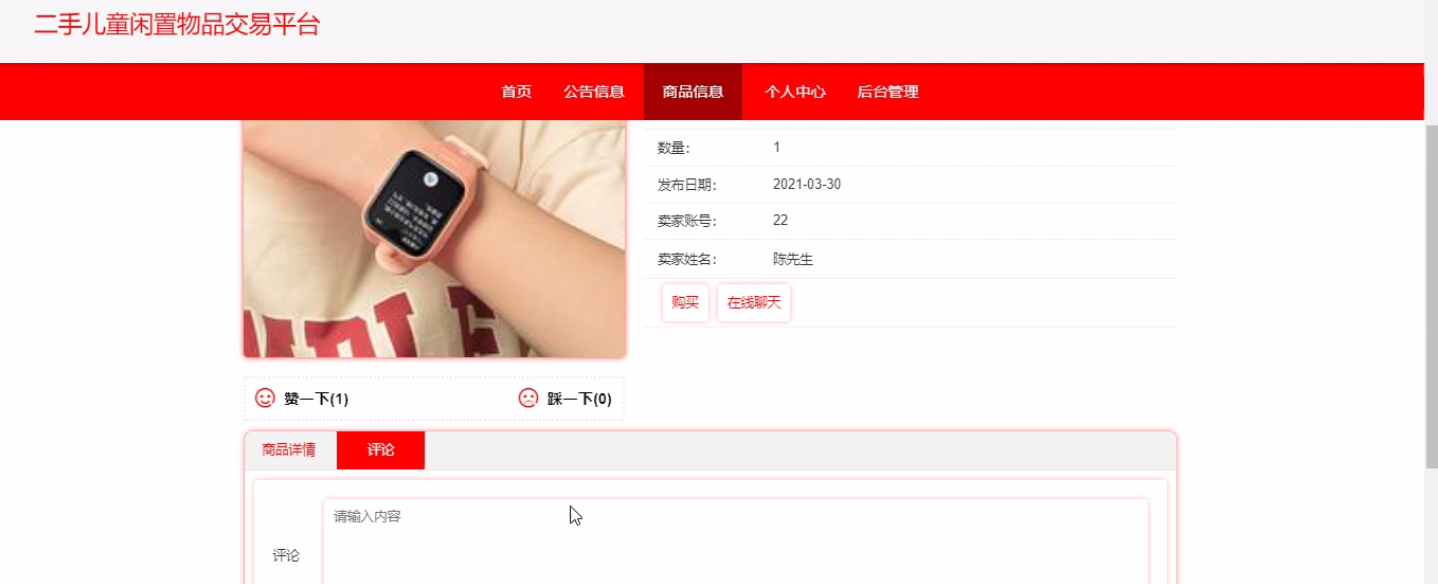 二手儿童闲置物品交易平台
首页 公告信息 商品信息 个人中心 后台管理
数量： 1
发布日期： 2021-03-30
卖家账号： 22
卖家姓名： 陈先生
购买 在线聊天
赞一下(1) 踩一下(0)
商品详情 评论
请输入内容
评论